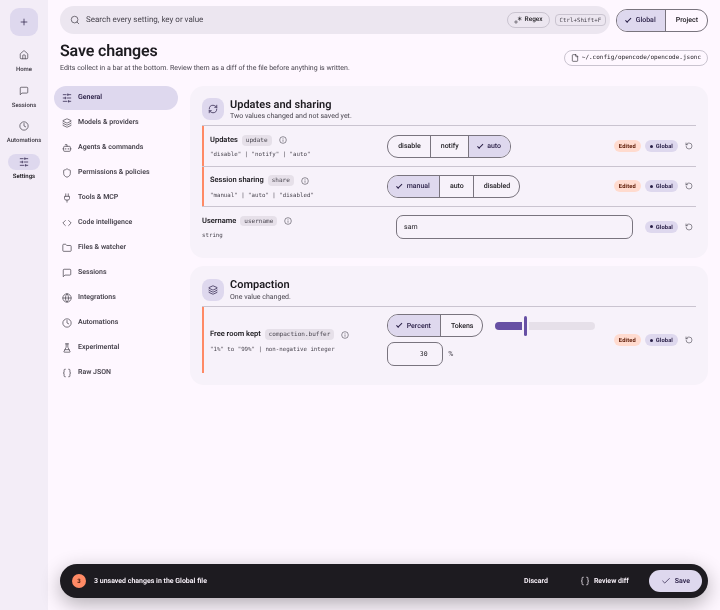 Search every setting, key or value
.* Regex
Ctrl+Shift+F
Global
Project
Save changes
Edits collect in a bar at the bottom. Review them as a diff of the file before anything is written.
~/.config/opencode/opencode.jsonc
Home
Sessions
Automations
Settings
General
Models & providers
Agents & commands
Permissions & policies
Tools & MCP
Code intelligence
Files & watcher
Sessions
Integrations
Automations
Experimental
Raw JSON
Updates and sharing
Two values changed and not saved yet.
Updates update
"disable" | "notify" | "auto"
disable notify auto
Edited Global
Session sharing share
"manual" | "auto" | "disabled"
manual auto disabled
Edited Global
Username username
string
sam
Global
Compaction
One value changed.
Free room kept compaction.buffer
"1%" to "99%" | non-negative integer
Percent Tokens
30 %
Edited Global
3 3 unsaved changes in the Global file
Discard
Review diff
Save